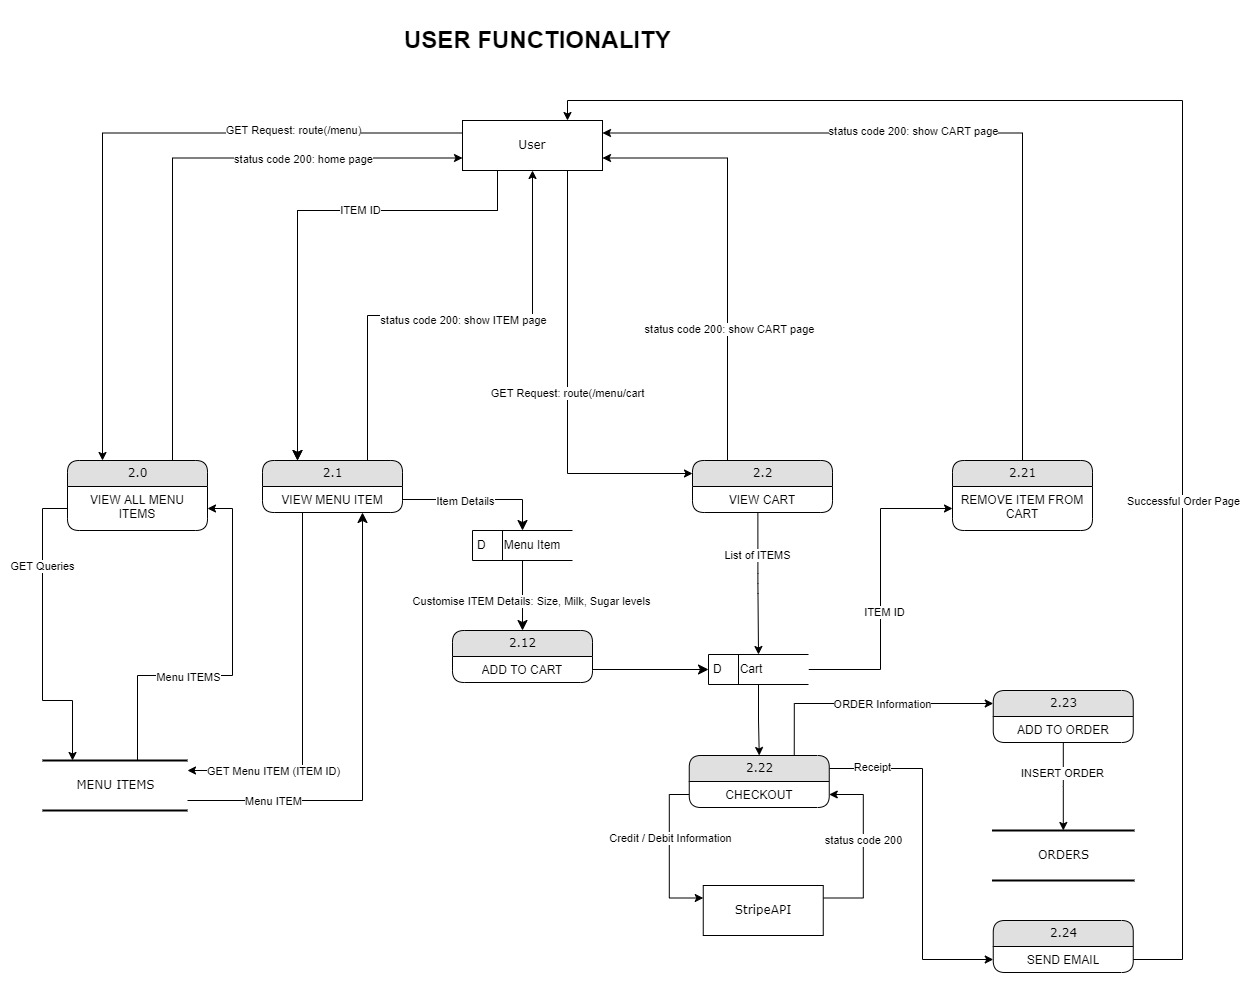 USER FUNCTIONALITY
GET Request: route(/menu)
status code 200: home page
User
status code 200: show CART page
ITEM ID
status code 200: show ITEM page
status code 200: show CART page
GET Request: route(/menu/cart
2.0
VIEW ALL MENU
ITEMS
2.1
VIEW MENU ITEM
2.2
VIEW CART
2.21
REMOVE ITEM FROM
CART
Item Details
Successful Order Page
D
Menu Item
GET Queries
List of ITEMS
Customise ITEM Details: Size, Milk, Sugar levels
ITEM ID
2.12
ADD TO CART
D
Cart
Menu ITEMS
ORDER Information
2.23
ADD TO ORDER
MENU ITEMS
GET Menu ITEM (ITEM ID)
Menu ITEM
2.22
CHECKOUT
Receipt
INSERT ORDER
Credit / Debit Information
status code 200
ORDERS
StripeAPI
2.24
SEND EMAIL